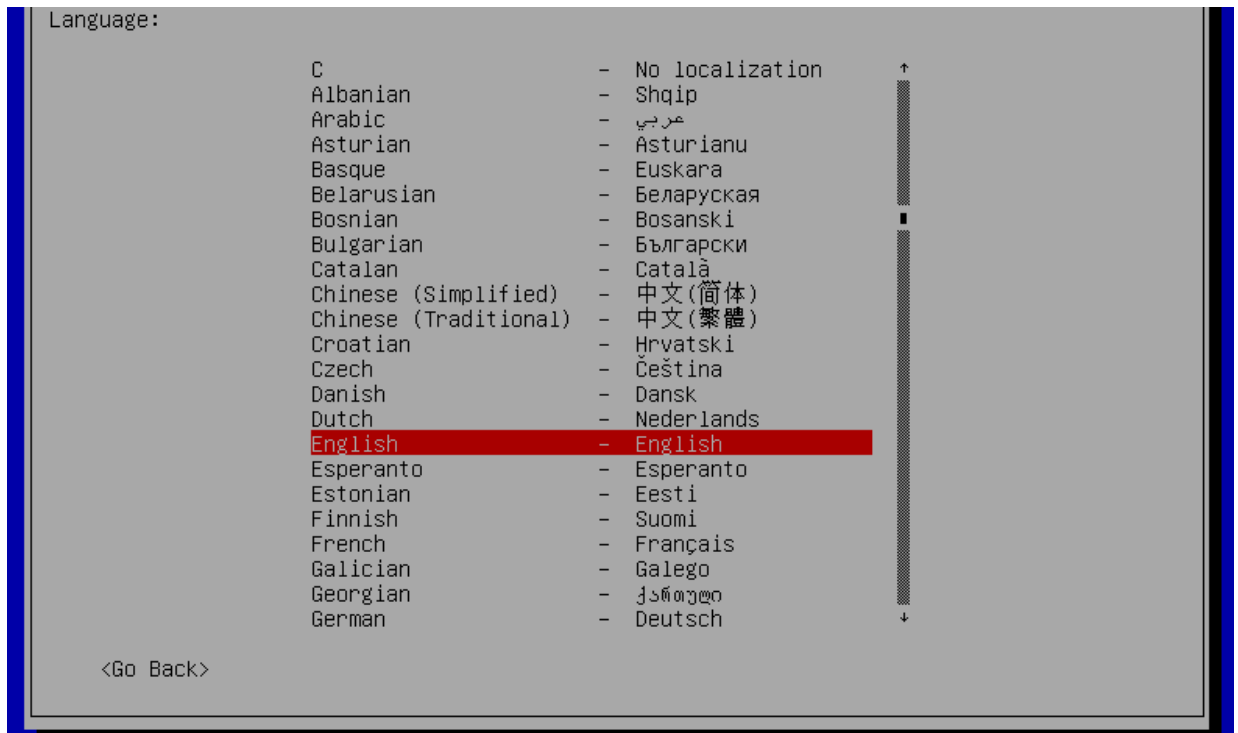 Language:
C - No localization ↑
Albanian - Shqip
Arabic - عربي
Asturian - Asturianu
Basque - Euskara
Belarusian - Беларуская
Bosnian - Bosanski
Bulgarian - Български
Catalan - Català
Chinese (Simplified) - 中文(简体)
Chinese (Traditional) - 中文(繁體)
Croatian - Hrvatski
Czech - Čeština
Danish - Dansk
Dutch - Nederlands
English - English
Esperanto - Esperanto
Estonian - Eesti
Finnish - Suomi
French - Français
Galician - Galego
Georgian - ქართული
German - Deutsch ↓
<Go Back>